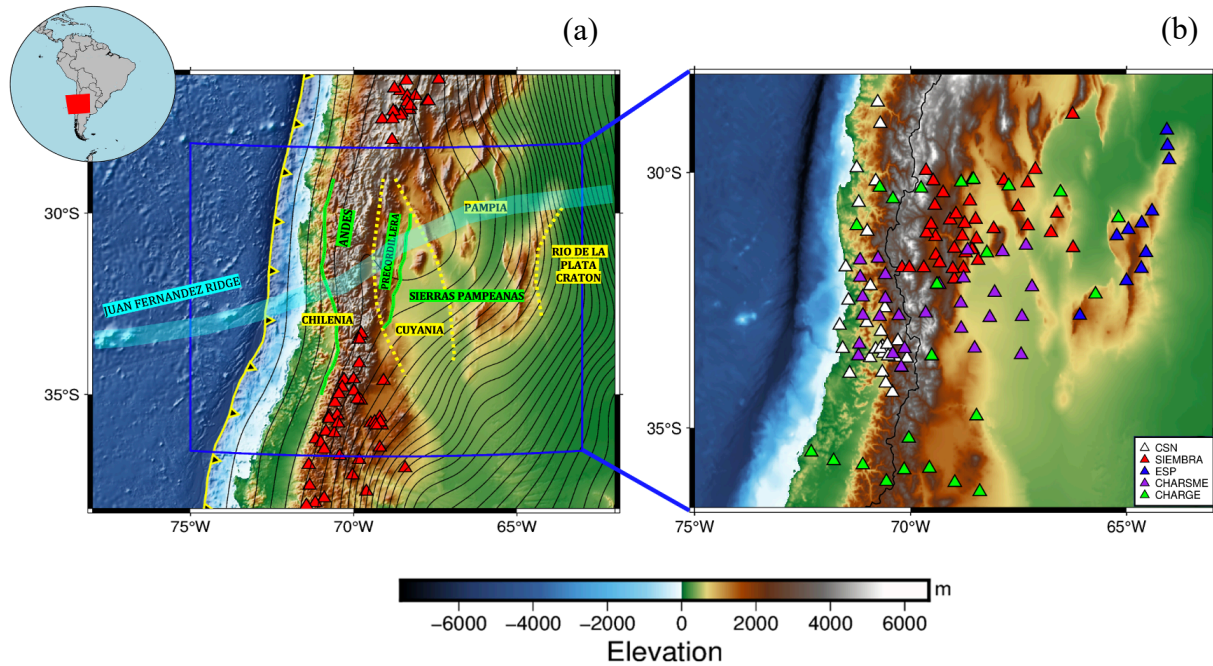 (a)
(b)
30°S
35°S
75°W
70°W
65°W
JUAN FERNANDEZ RIDGE
ANDES
PRECORDILLERA
PAMPIA
RIO DE LA
PLATA
CRATON
SIERRAS PAMPEANAS
CHILENIA
CUYANIA
30°S
35°S
75°W
70°W
65°W
CSN
SIEMBRA
ESP
CHARSME
CHARGE
m
−6000
−4000
−2000
0
2000
4000
6000
Elevation